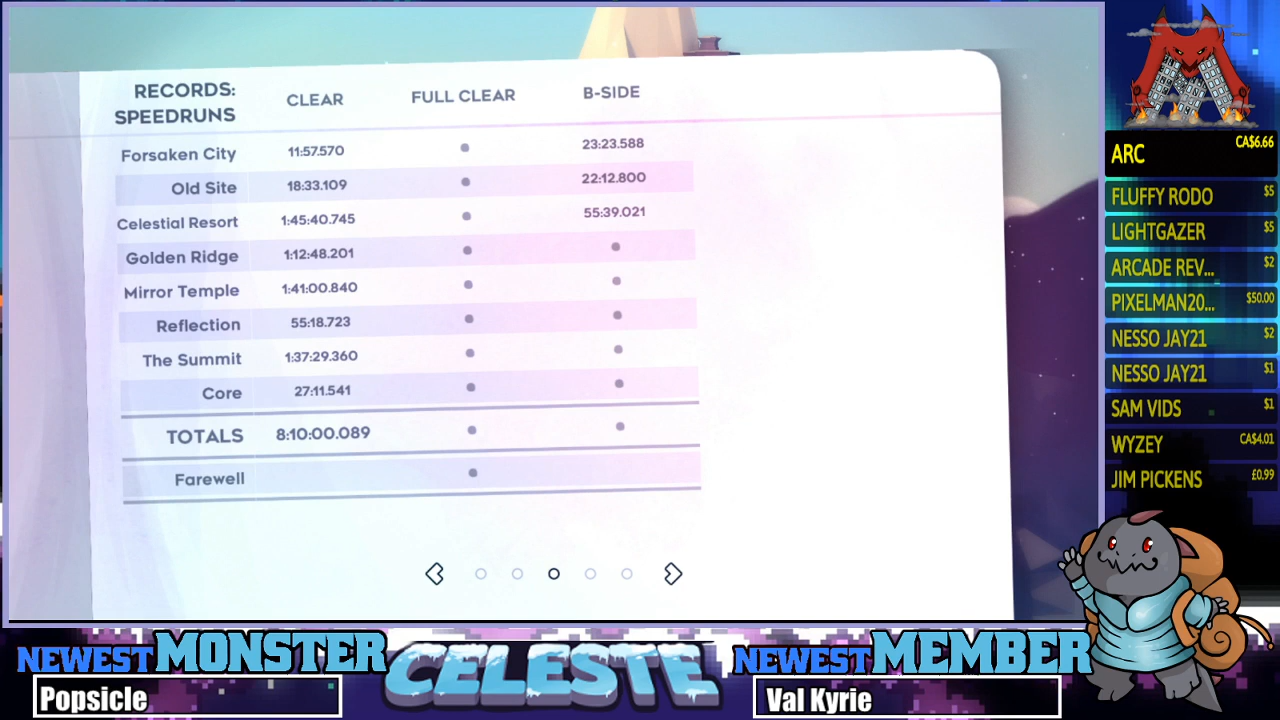 RECORDS:
SPEEDRUNS
CLEAR
FULL CLEAR
B-SIDE
Forsaken City 11:57.570 23:23.588
Old Site 18:33.109 22:12.800
Celestial Resort 1:45:40.745 55:39.021
Golden Ridge 1:12:48.201
Mirror Temple 1:41:00.840
Reflection 55:18.723
The Summit 1:37:29.360
Core 27:11.541
TOTALS 8:10:00.089
Farewell
ARC CA$6.66
FLUFFY RODO $5
LIGHTGAZER $5
ARCADE REV... $2
PIXELMAN20... $50.00
NESSO JAY21 $2
NESSO JAY21 $1
SAM VIDS $1
WYZEY CA$4.01
JIM PICKENS £0.99
NEWEST MONSTER
Popsicle
CELESTE
NEWEST MEMBER
Val Kyrie